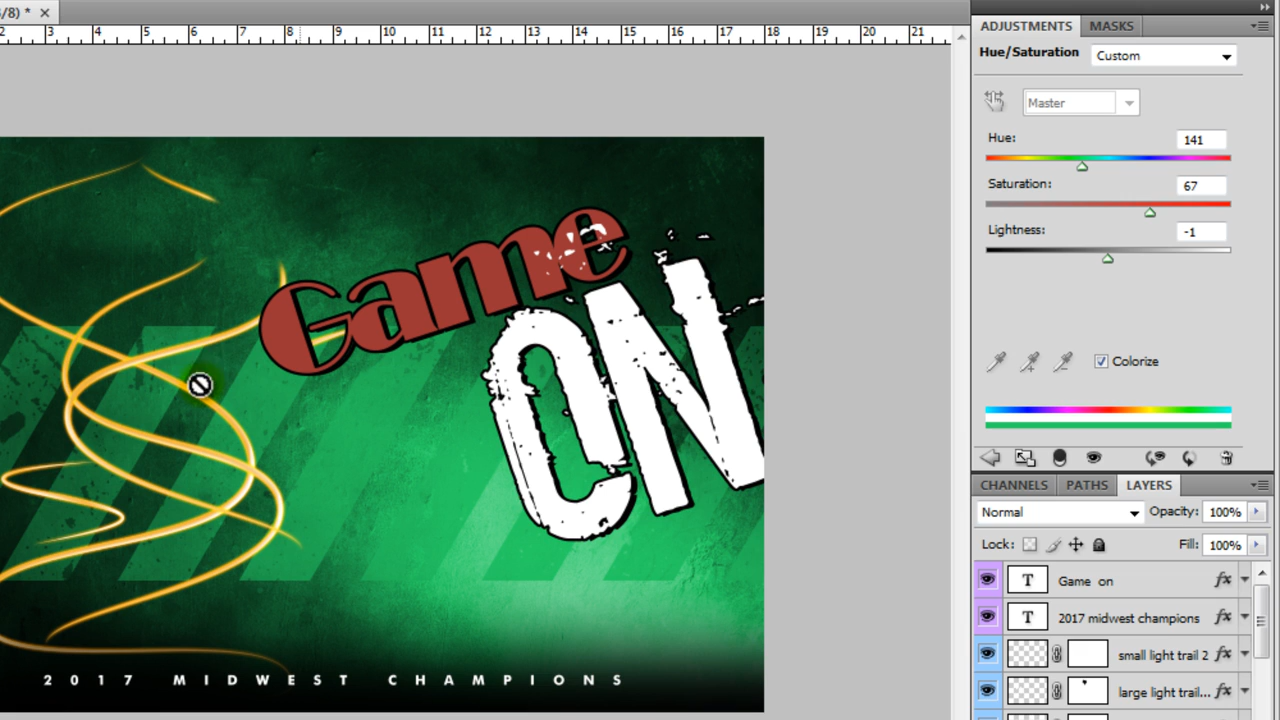 /8) *
2 3 4 5 6 7 8 9 10 11 12 13 14 15 16 17 18 19 20 21
ADJUSTMENTS MASKS
Hue/Saturation Custom
Master
Hue: 141
Saturation: 67
Lightness: -1
Colorize
Game
ON
2017 MIDWEST CHAMPIONS
CHANNELS PATHS LAYERS
Normal Opacity: 100%
Lock: Fill: 100%
T Game on fx
T 2017 midwest champions fx
small light trail 2 fx
large light trail... fx